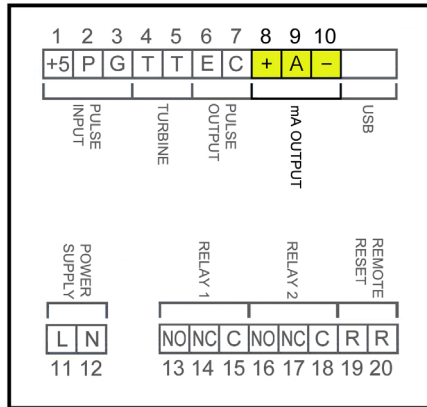 1 2 3 4 5 6 7 8 9 10
+5 P G T T E C + A −
PULSE
INPUT
TURBINE
PULSE
OUTPUT
mA OUTPUT
USB
POWER
SUPPLY
RELAY 1
RELAY 2
REMOTE
RESET
L N NO NC C NO NC C R R
11 12 13 14 15 16 17 18 19 20